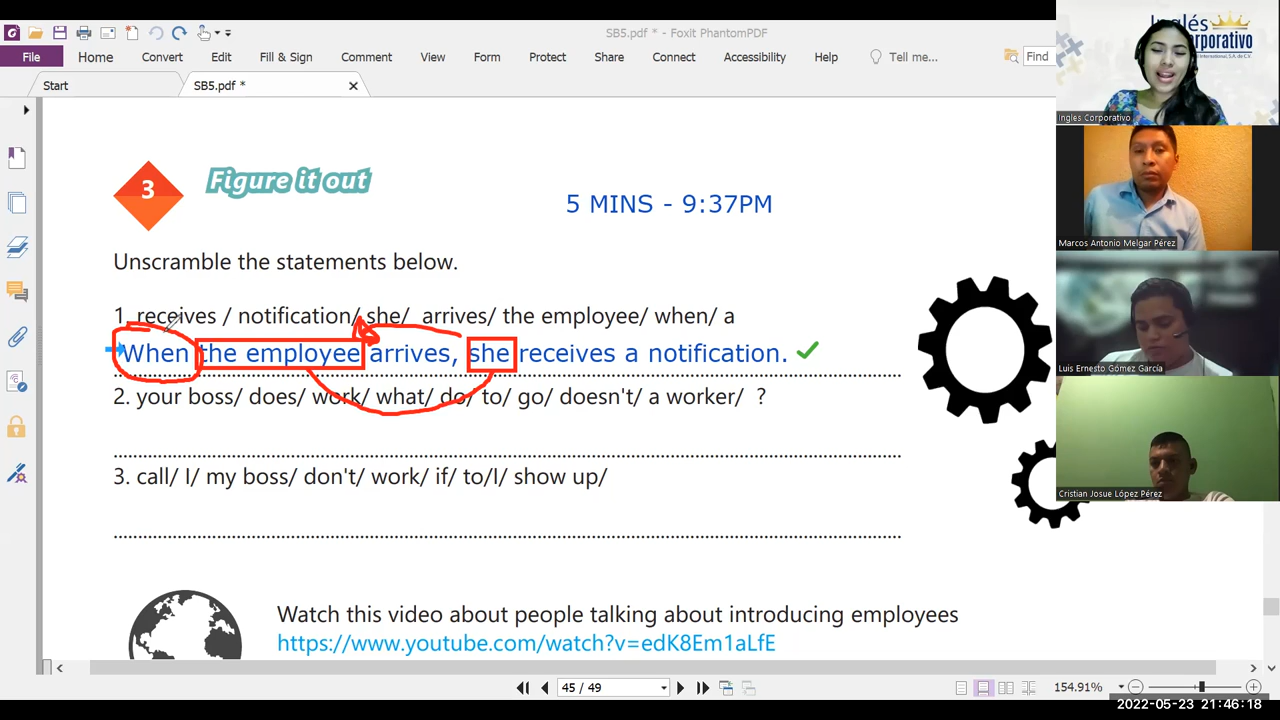 SB5.pdf * - Foxit PhantomPDF
File Home Convert Edit Fill & Sign Comment View Form Protect Share Connect Accessibility Help Tell me... Find
Start SB5.pdf *
Inglés Corporativo
International, S.A. de C.V.
Ingles Corporativo
3 Figure it out
5 MINS - 9:37PM
Marcos Antonio Melgar Pérez
Unscramble the statements below.
1. receives / notification/ she/ arrives/ the employee/ when/ a
When the employee arrives, she receives a notification.
Luis Ernesto Gómez García
2. your boss/ does/ work/ what/ do/ to/ go/ doesn't/ a worker/ ?
3. call/ I/ my boss/ don't/ work/ if/ to/I/ show up/
Cristian Josue López Pérez
Watch this video about people talking about introducing employees
https://www.youtube.com/watch?v=edK8Em1aLfE
45 / 49 154.91%
2022-05-23 21:46:18